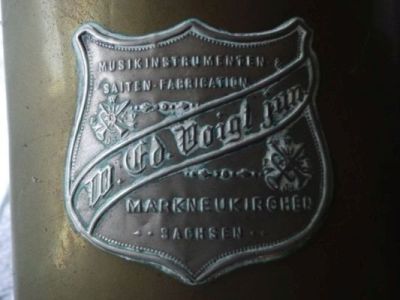 MUSIKINSTRUMENTEN &
SAITEN-FABRICATION
W. Ed. Voigt jun.
MARKNEUKIRCHEN
SACHSEN